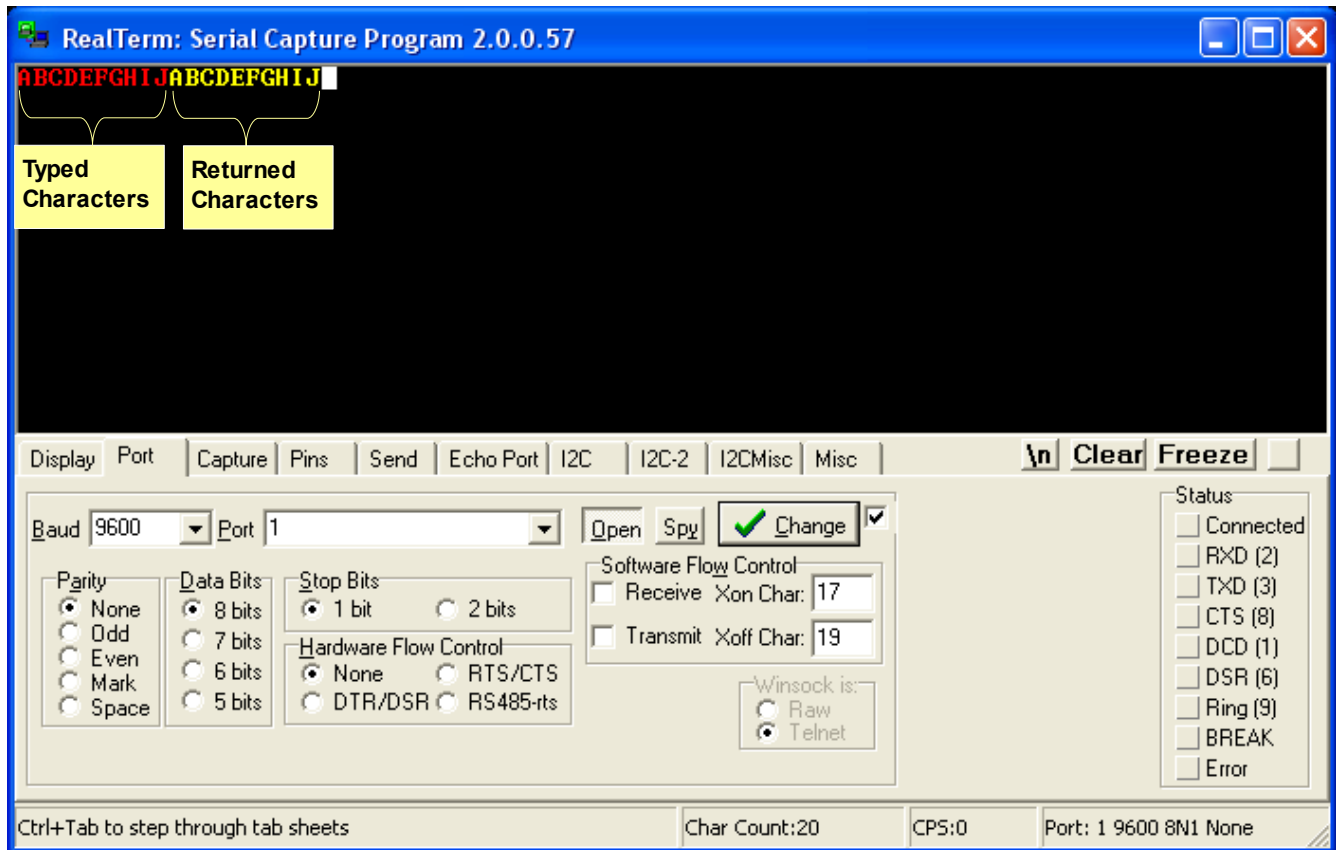 RealTerm: Serial Capture Program 2.0.0.57
ABCDEFGHIJABCDEFGHIJ
Typed
Characters
Returned
Characters
Display Port Capture Pins Send Echo Port I2C I2C-2 I2CMisc Misc \n Clear Freeze
Baud 9600 Port 1 Open Spy Change
Parity
None
Odd
Even
Mark
Space
Data Bits
8 bits
7 bits
6 bits
5 bits
Stop Bits
1 bit 2 bits
Hardware Flow Control
None RTS/CTS
DTR/DSR RS485-rts
Software Flow Control
Receive Xon Char: 17
Transmit Xoff Char: 19
Winsock is:
Raw
Telnet
Status
Connected
RXD (2)
TXD (3)
CTS (8)
DCD (1)
DSR (6)
Ring (9)
BREAK
Error
Ctrl+Tab to step through tab sheets Char Count:20 CPS:0 Port: 1 9600 8N1 None